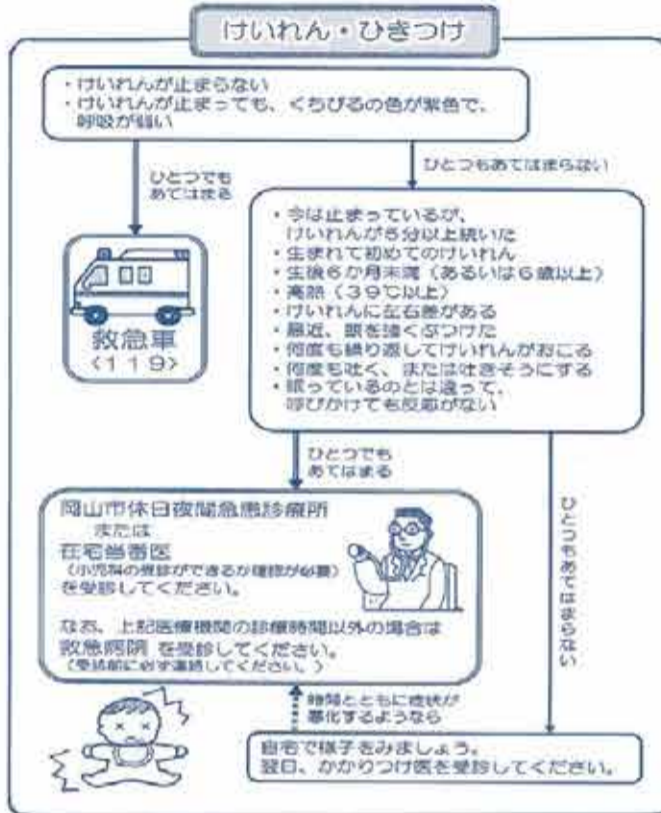 けいれん・ひきつけ
・けいれんが止まらない
・けいれんが止まっても、くちびるの色が紫色で、
呼吸が弱い
ひとつでも
あてはまる
ひとつもあてはまらない
救急車
<119>
・今は止まっているが、
けいれんが5分以上続いた
・生まれて初めてのけいれん
・生後6か月未満(あるいは6歳以上)
・高熱(39℃以上)
・けいれんに左右差がある
・最近、頭を強くぶつけた
・何度も繰り返してけいれんがおこる
・何度も吐く、または吐きそうにする
・眠っているのとは違って、
呼びかけても反応がない
ひとつでも
あてはまる
ひとつもあてはまらない
岡山市休日夜間急患診療所
または
在宅当番医
(小児科の受診ができるか確認が必要)
を受診してください。
なお、上記医療機関の診療時間以外の場合は
救急病院を受診してください。
(受診前に必ず連絡してください。)
時間とともに症状が
悪化するようなら
自宅で様子をみましょう。
翌日、かかりつけ医を受診してください。